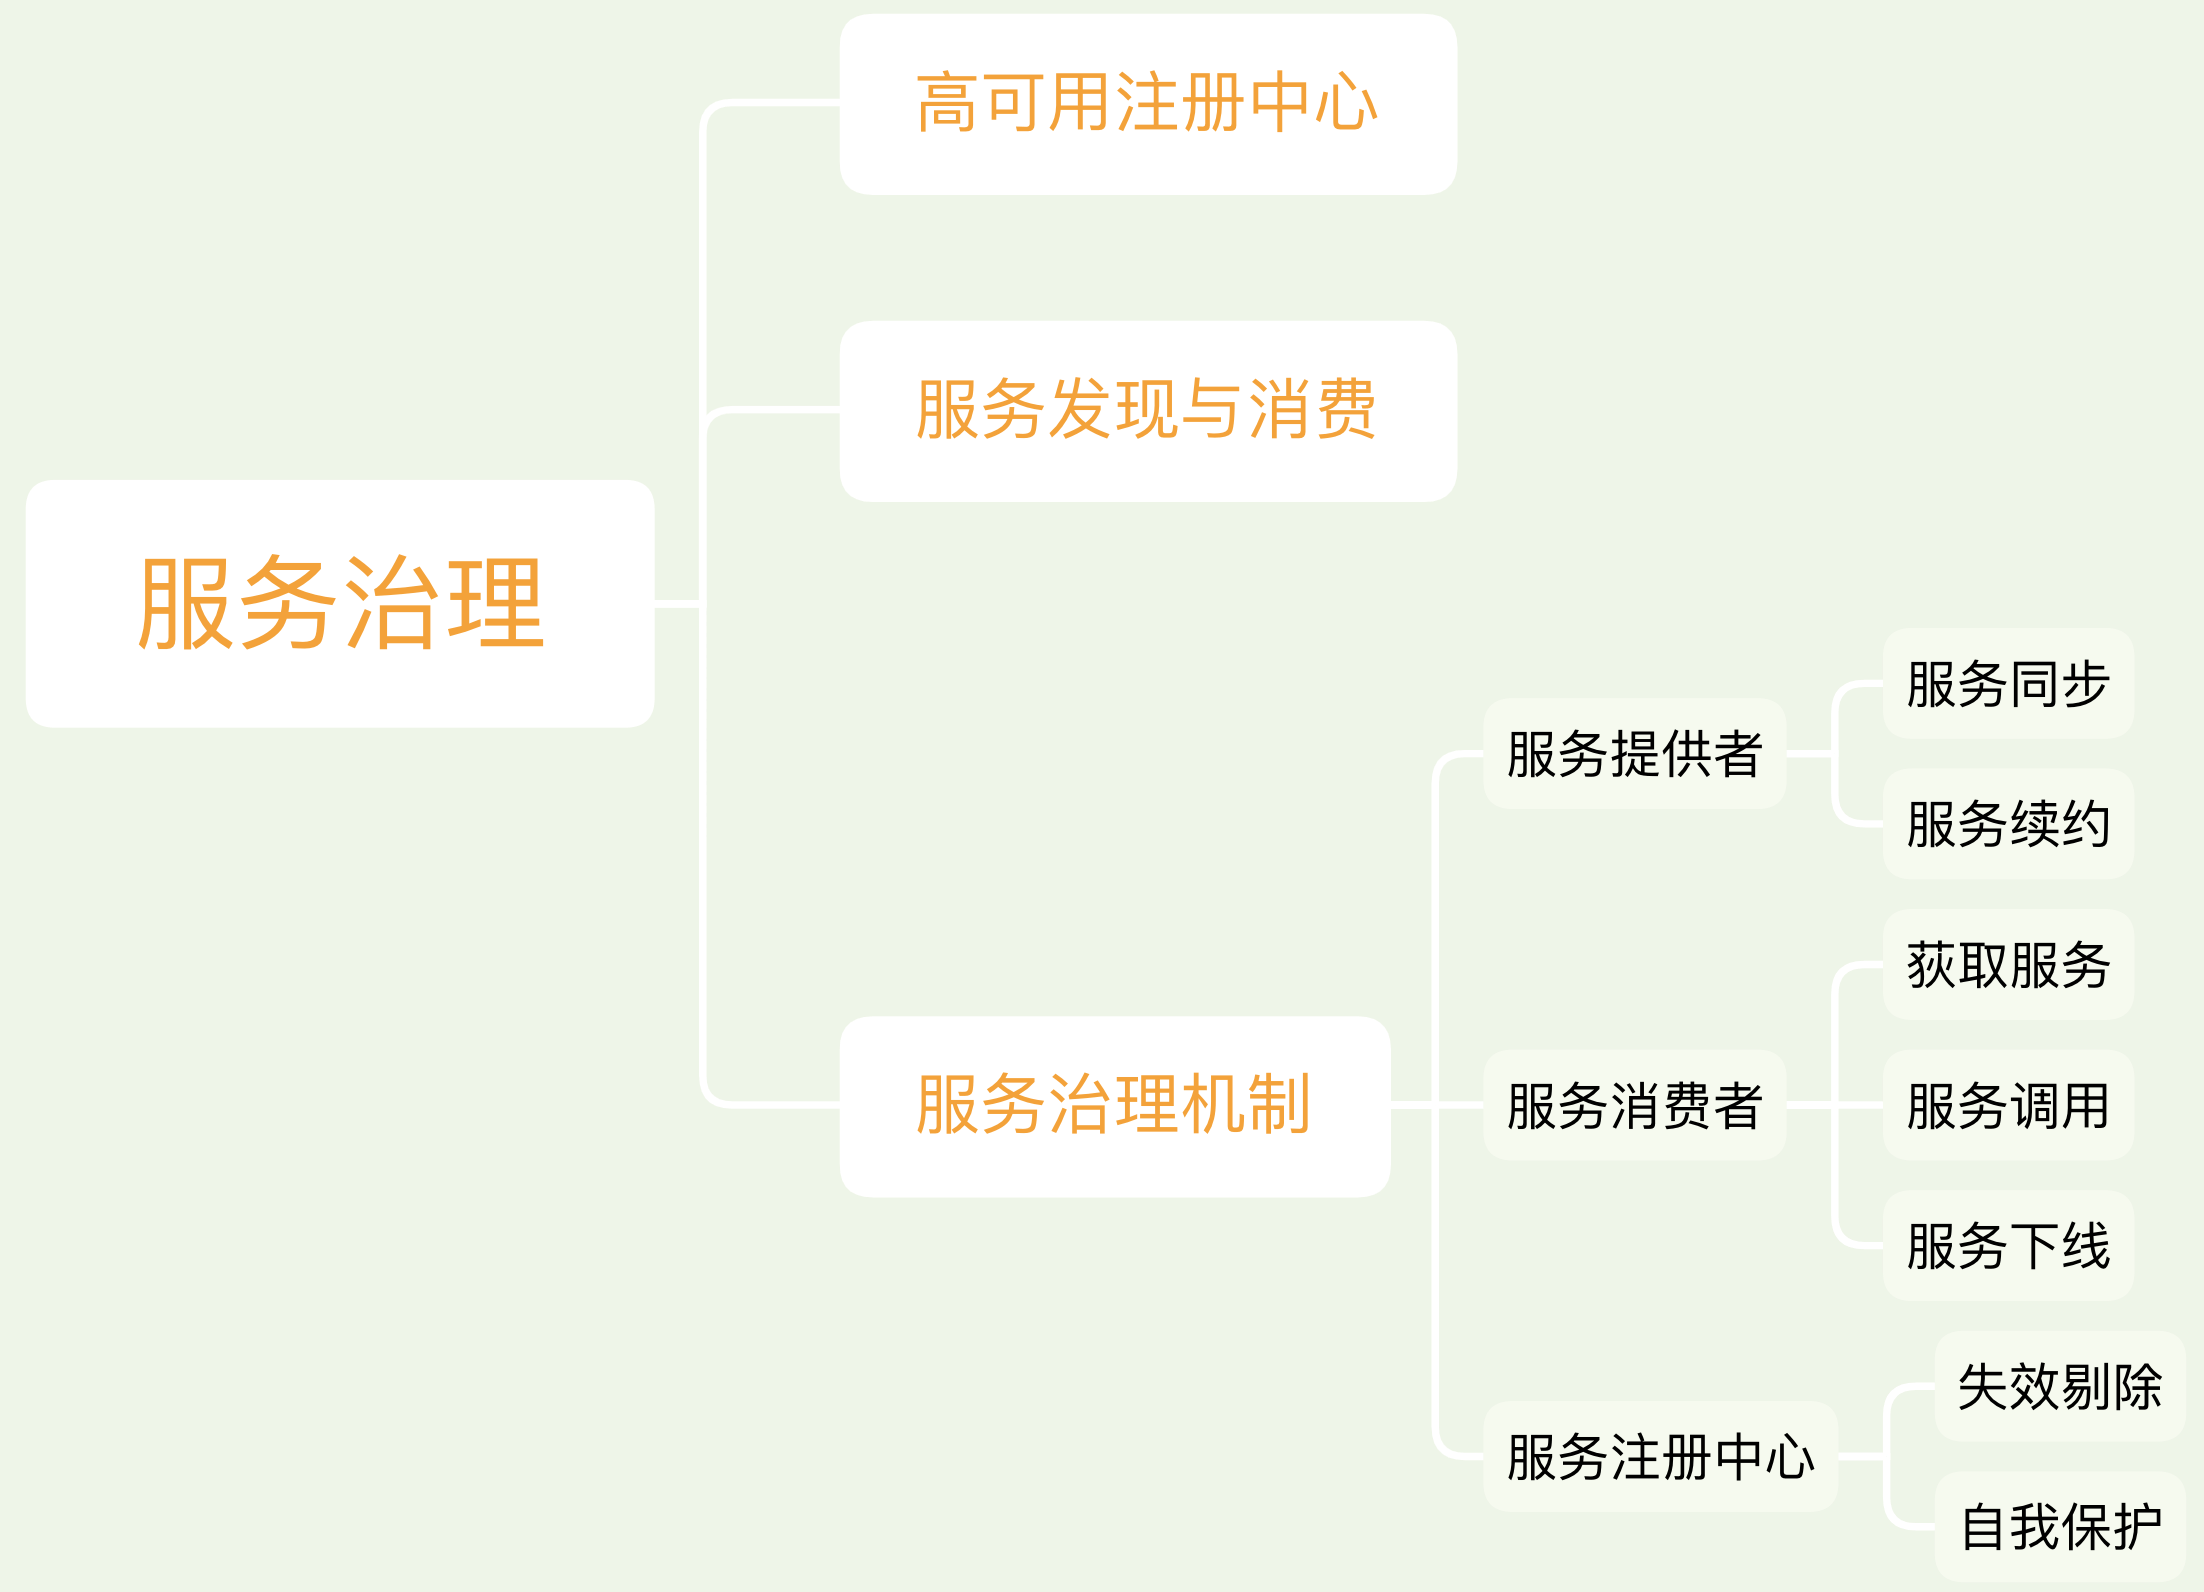 服务治理
高可用注册中心
服务发现与消费
服务治理机制
服务提供者
服务同步
服务续约
服务消费者
获取服务
服务调用
服务下线
服务注册中心
失效剔除
自我保护